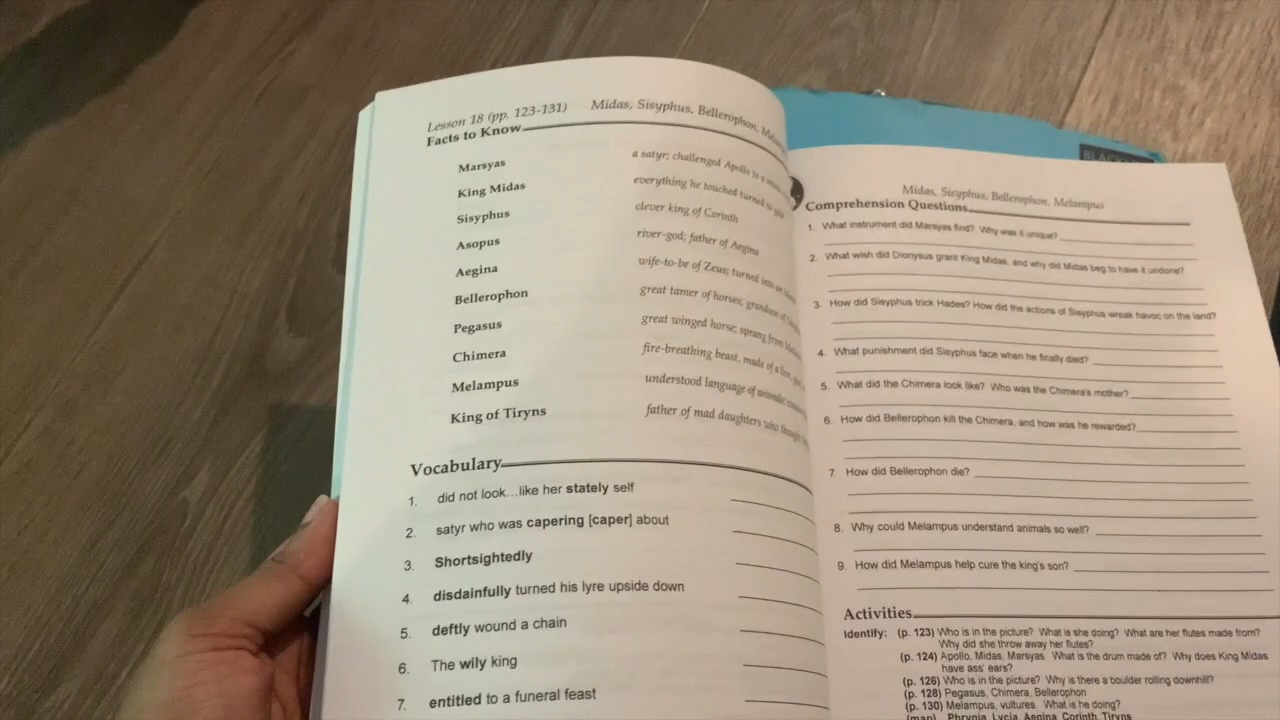 Lesson 18 (pp. 123-131) Midas, Sisyphus, Bellerophon,
Facts to Know
Marsyas a satyr; challenged Apollo to a
King Midas everything he touched turned to
Sisyphus clever king of Corinth
Asopus river-god; father of Aegina
Aegina wife-to-be of Zeus; turned into an
Bellerophon great tamer of horses; grandson of
Pegasus great winged horse; sprang from
Chimera fire-breathing beast, made of a lion,
Melampus understood language of animals;
King of Tiryns father of mad daughters who thought
Vocabulary
1. did not look...like her stately self
2. satyr who was capering [caper] about
3. Shortsightedly
4. disdainfully turned his lyre upside down
5. deftly wound a chain
6. The wily king
7. entitled to a funeral feast
BLACK
Midas, Sisyphus, Bellerophon, Melampus
Comprehension Questions
1. What instrument did Marsyas find? Why was it unique?
2. What wish did Dionysus grant King Midas, and why did Midas beg to have it undone?
3. How did Sisyphus trick Hades? How did the actions of Sisyphus wreak havoc on the land?
4. What punishment did Sisyphus face when he finally died?
5. What did the Chimera look like? Who was the Chimera's mother?
6. How did Bellerophon kill the Chimera, and how was he rewarded?
7. How did Bellerophon die?
8. Why could Melampus understand animals so well?
9. How did Melampus help cure the king's son?
Activities
Identify: (p. 123) Who is in the picture? What is she doing? What are her flutes made from?
Why did she throw away her flutes?
(p. 124) Apollo, Midas, Marsyas. What is the drum made of? Why does King Midas
have ass' ears?
(p. 126) Who is in the picture? Why is there a boulder rolling downhill?
(p. 128) Pegasus, Chimera, Bellerophon
(p. 130) Melampus, vultures. What is he doing?
(map) Phrygia, Lycia, Aegina, Corinth, Tiryns